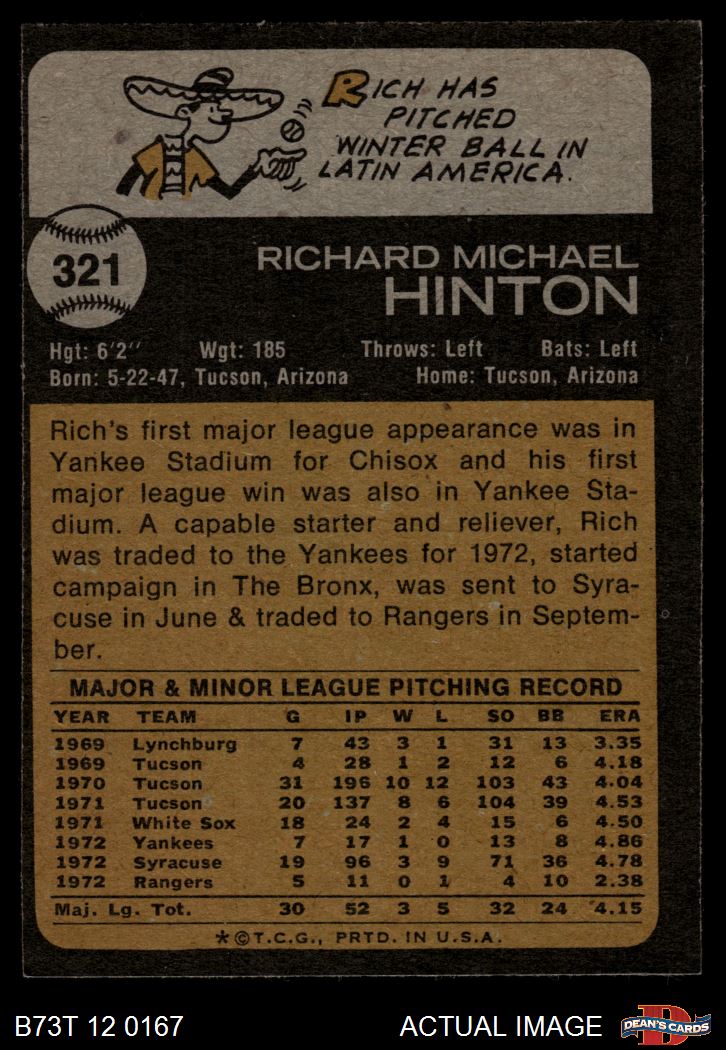 RICH HAS
PITCHED
WINTER BALL IN
LATIN AMERICA.
321
RICHARD MICHAEL
HINTON
Hgt: 6'2" Wgt: 185 Throws: Left Bats: Left
Born: 5-22-47, Tucson, Arizona Home: Tucson, Arizona
Rich's first major league appearance was in
Yankee Stadium for Chisox and his first
major league win was also in Yankee Sta-
dium. A capable starter and reliever, Rich
was traded to the Yankees for 1972, started
campaign in The Bronx, was sent to Syra-
cuse in June & traded to Rangers in Septem-
ber.
MAJOR & MINOR LEAGUE PITCHING RECORD
YEAR TEAM G IP W L SO BB ERA
1969 Lynchburg 7 43 3 1 31 13 3.35
1969 Tucson 4 28 1 2 12 6 4.18
1970 Tucson 31 196 10 12 103 43 4.04
1971 Tucson 20 137 8 6 104 39 4.53
1971 White Sox 18 24 2 4 15 6 4.50
1972 Yankees 7 17 1 0 13 8 4.86
1972 Syracuse 19 96 3 9 71 36 4.78
1972 Rangers 5 11 0 1 4 10 2.38
Maj. Lg. Tot. 30 52 3 5 32 24 4.15
*©T.C.G., PRTD. IN U.S.A.
B73T 12 0167 ACTUAL IMAGE
D
DEAN'S CARDS